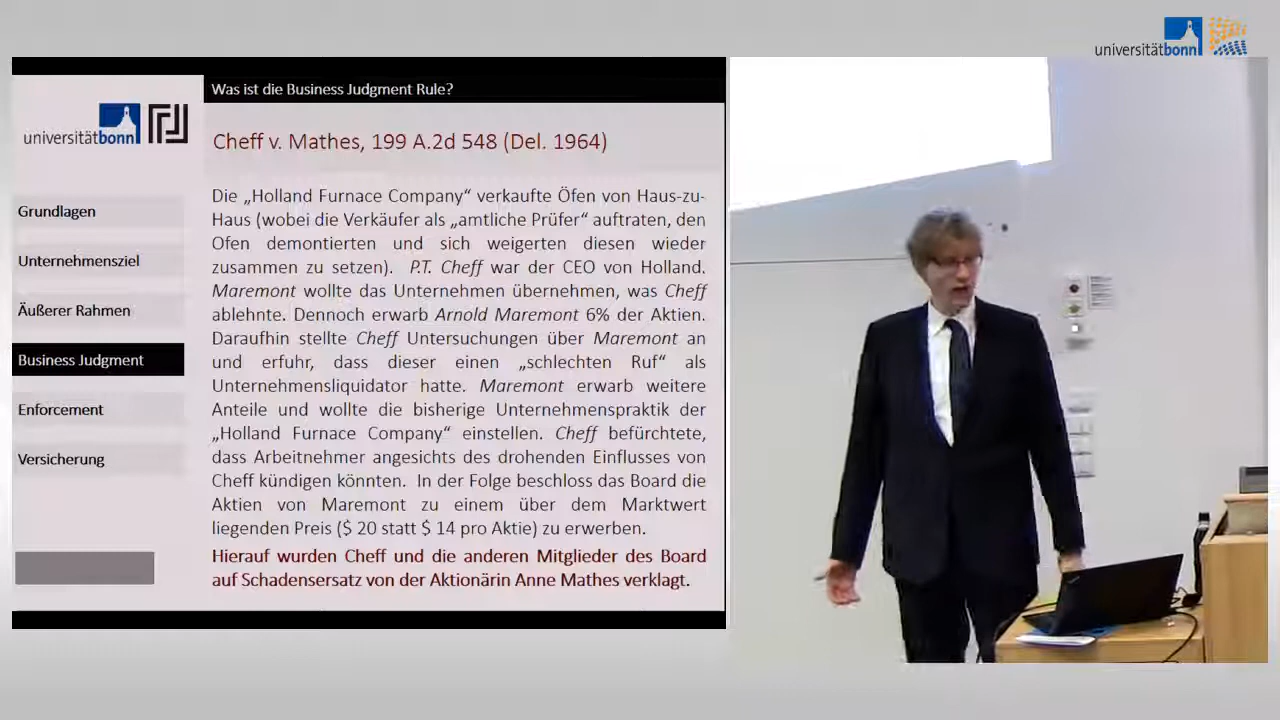 universitätbonn
Was ist die Business Judgment Rule?
universitätbonn
Cheff v. Mathes, 199 A.2d 548 (Del. 1964)
Grundlagen
Unternehmensziel
Äußerer Rahmen
Business Judgment
Enforcement
Versicherung
Die „Holland Furnace Company“ verkaufte Öfen von Haus-zu-
Haus (wobei die Verkäufer als „amtliche Prüfer“ auftraten, den
Ofen demontierten und sich weigerten diesen wieder
zusammen zu setzen). P.T. Cheff war der CEO von Holland.
Maremont wollte das Unternehmen übernehmen, was Cheff
ablehnte. Dennoch erwarb Arnold Maremont 6% der Aktien.
Daraufhin stellte Cheff Untersuchungen über Maremont an
und erfuhr, dass dieser einen „schlechten Ruf“ als
Unternehmensliquidator hatte. Maremont erwarb weitere
Anteile und wollte die bisherige Unternehmenspraktik der
„Holland Furnace Company“ einstellen. Cheff befürchtete,
dass Arbeitnehmer angesichts des drohenden Einflusses von
Cheff kündigen könnten. In der Folge beschloss das Board die
Aktien von Maremont zu einem über dem Marktwert
liegenden Preis ($ 20 statt $ 14 pro Aktie) zu erwerben.
Hierauf wurden Cheff und die anderen Mitglieder des Board
auf Schadensersatz von der Aktionärin Anne Mathes verklagt.